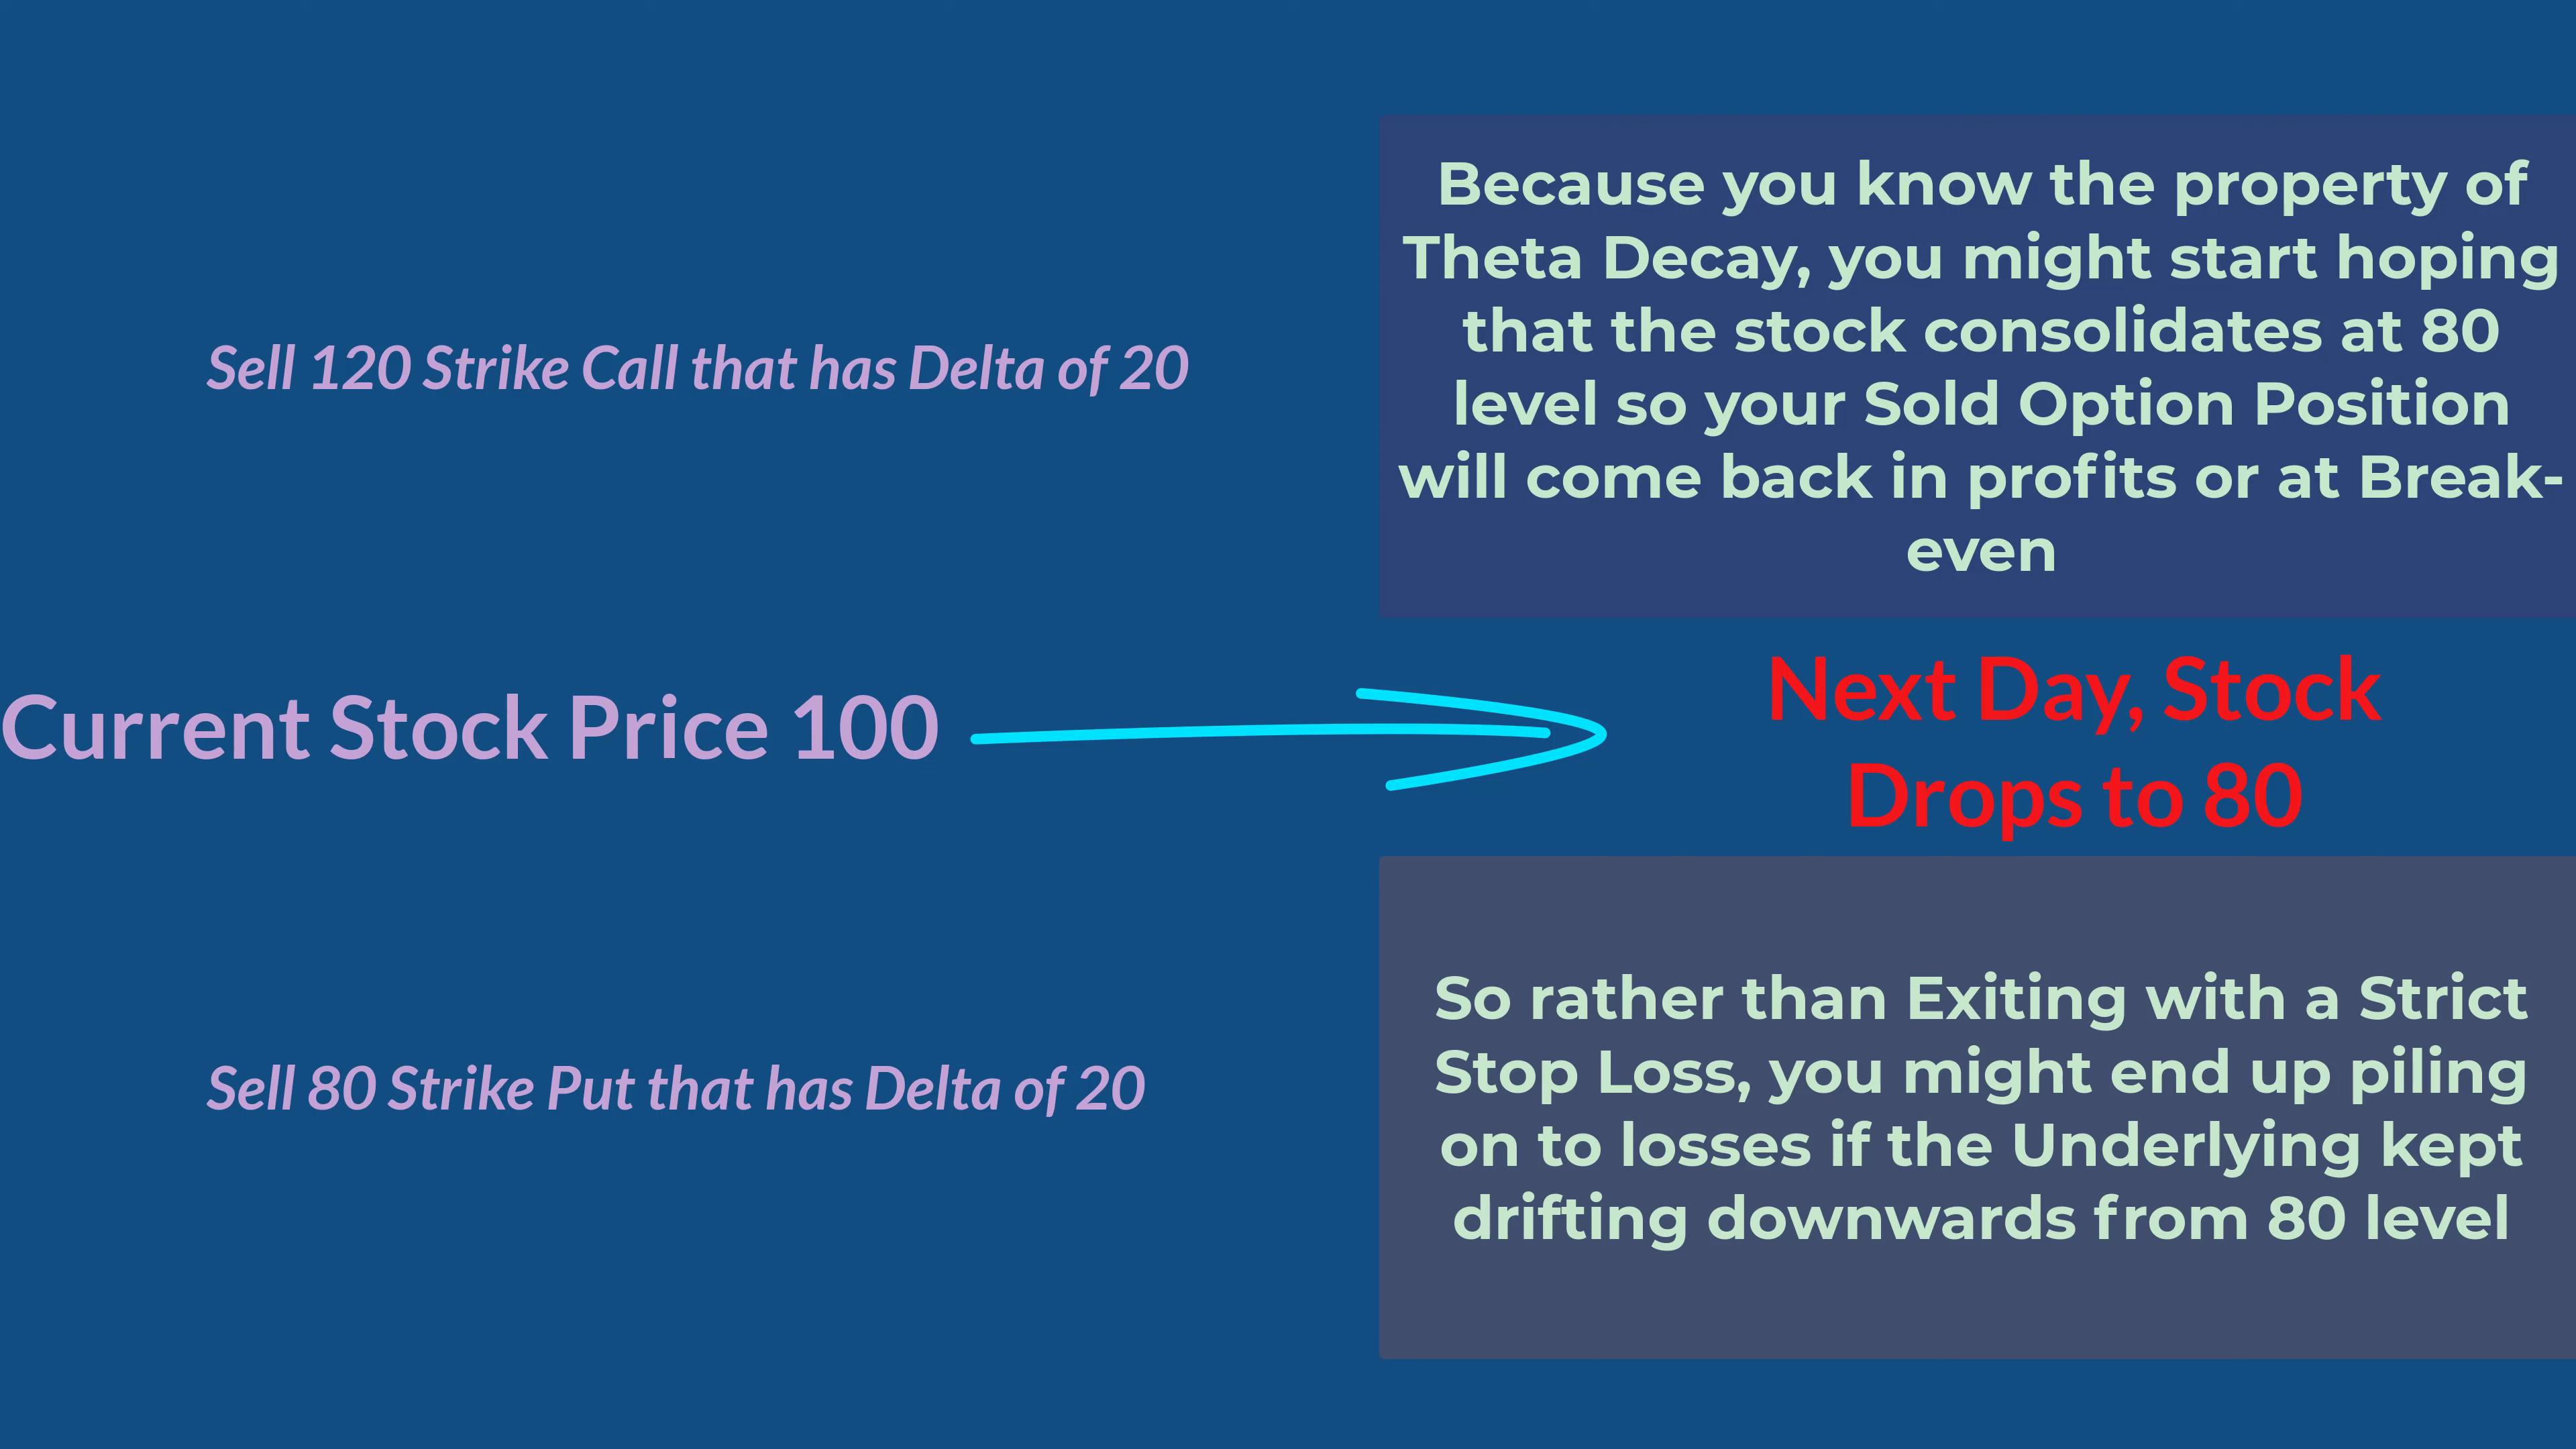 Sell 120 Strike Call that has Delta of 20
Current Stock Price 100
Sell 80 Strike Put that has Delta of 20
Because you know the property of
Theta Decay, you might start hoping
that the stock consolidates at 80
level so your Sold Option Position
will come back in profits or at Break-
even
Next Day, Stock
Drops to 80
So rather than Exiting with a Strict
Stop Loss, you might end up piling
on to losses if the Underlying kept
drifting downwards from 80 level